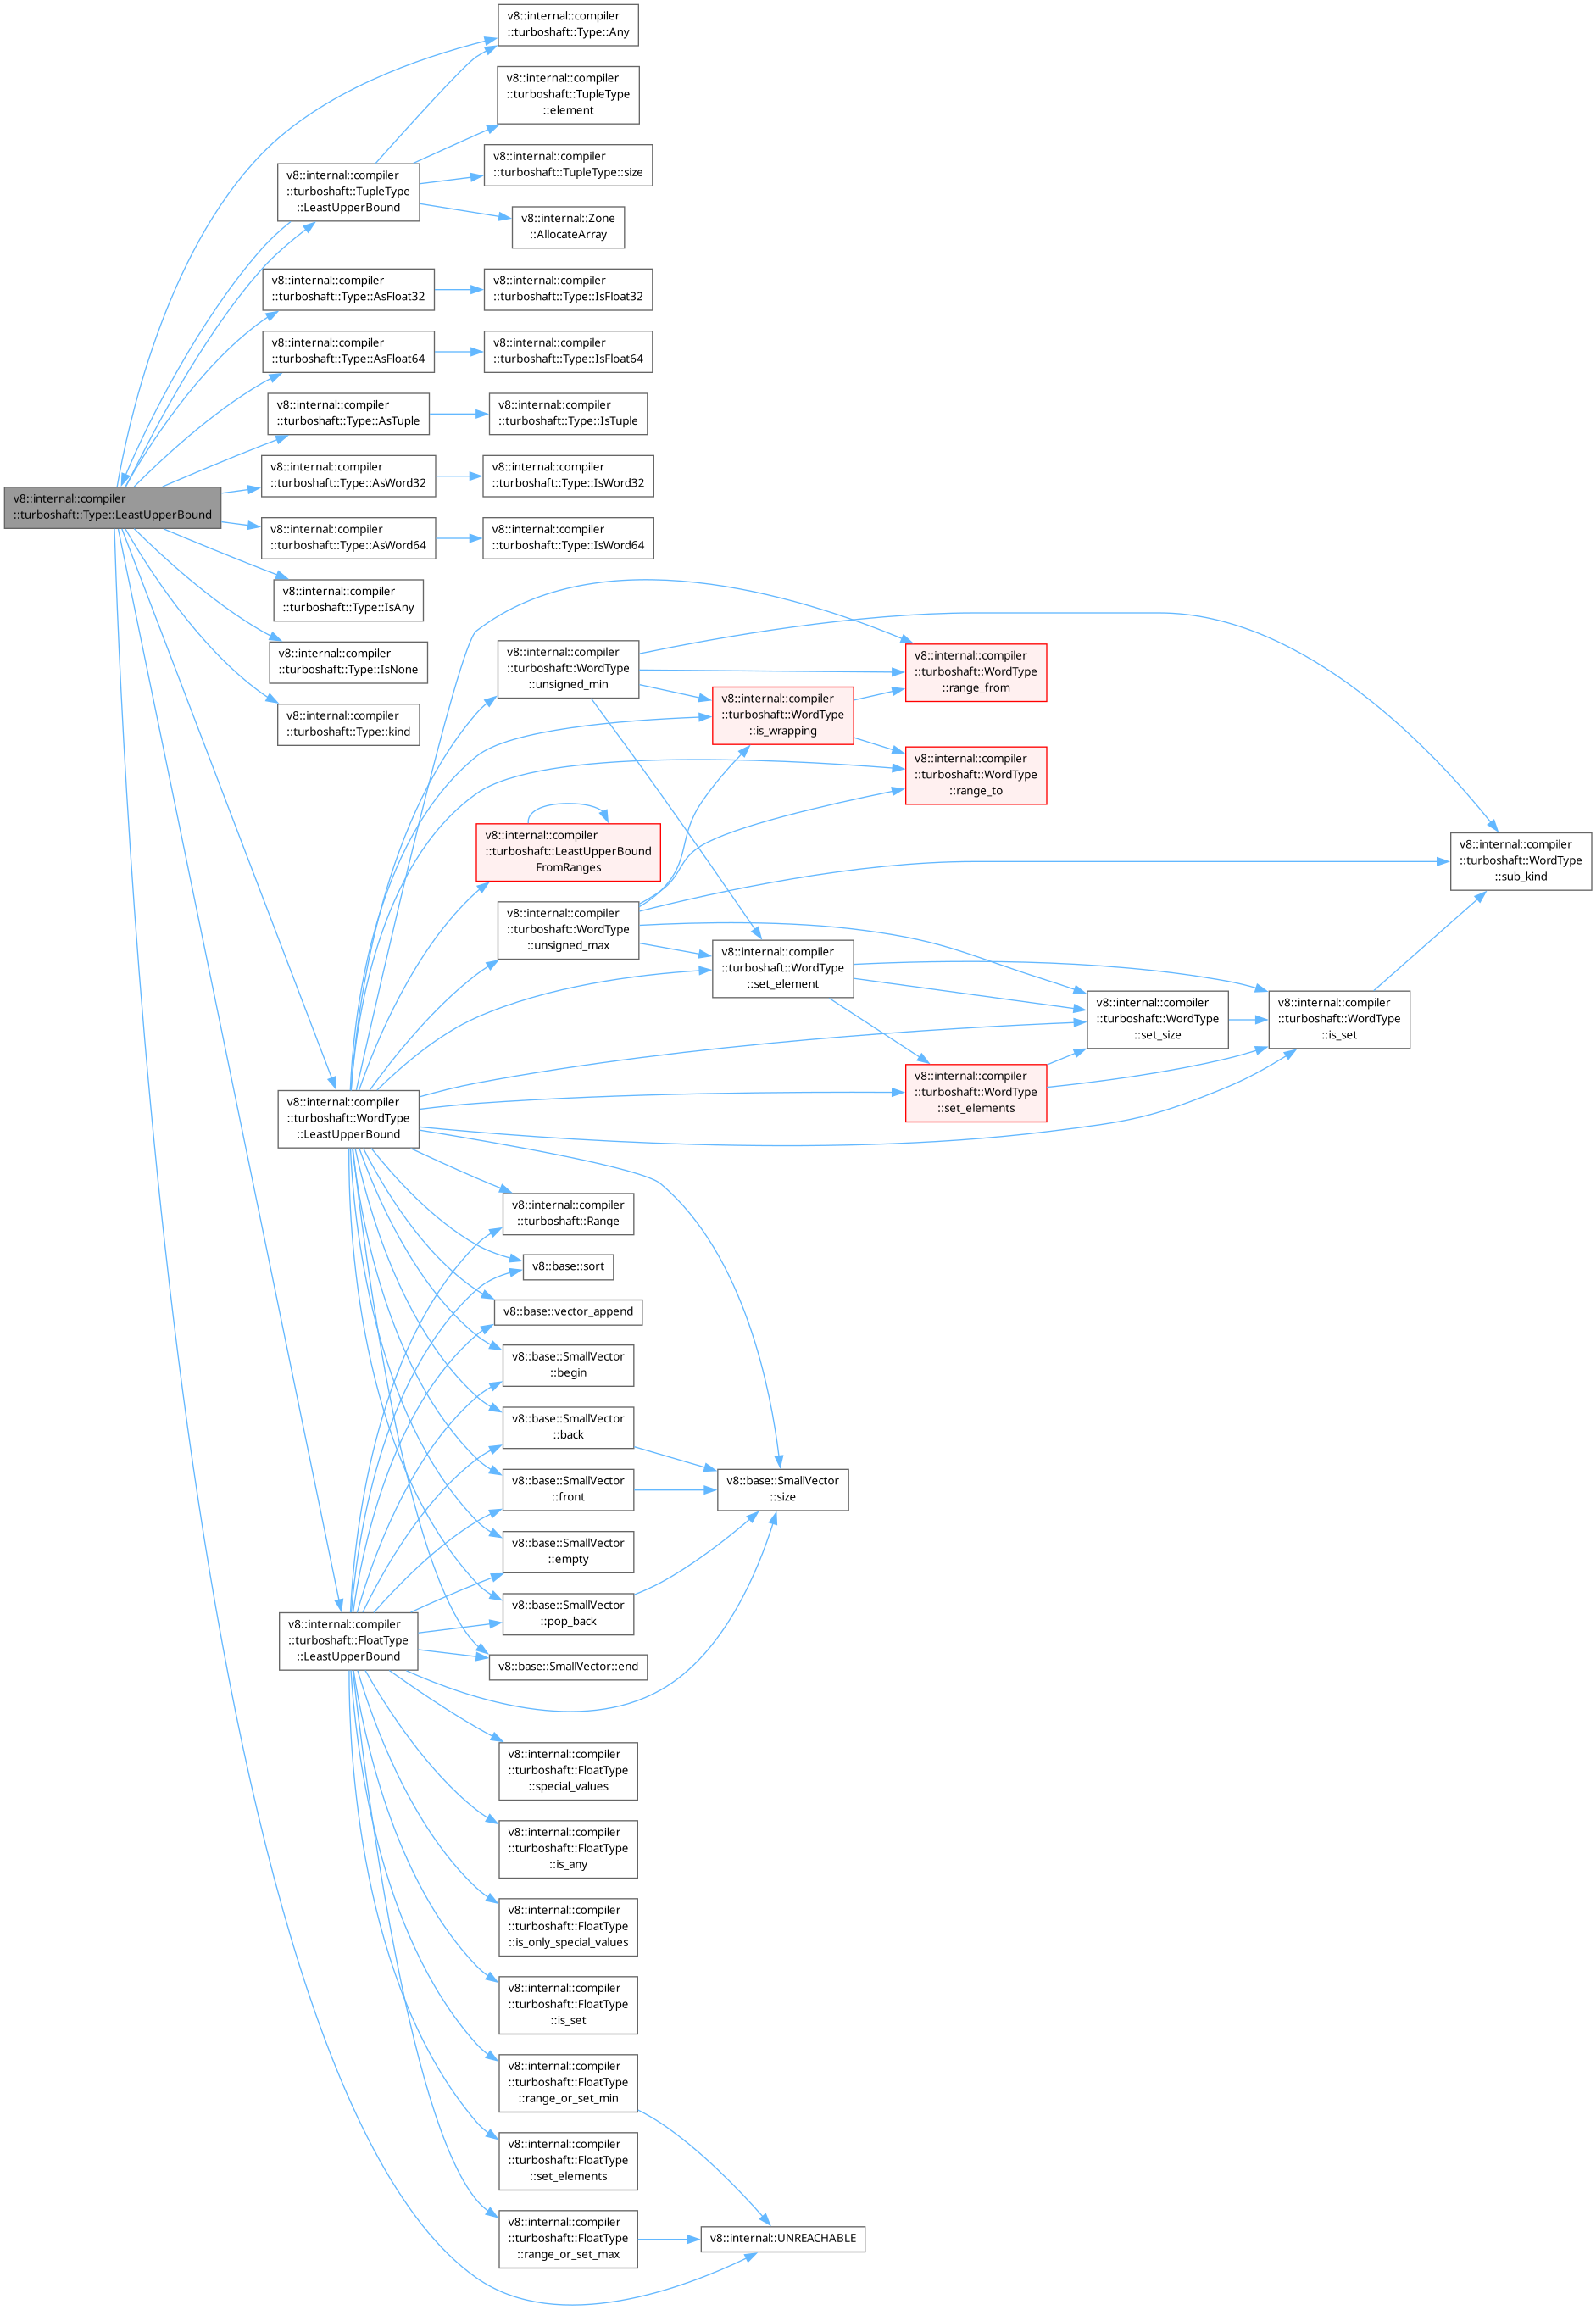 v8::internal::compiler
::turboshaft::Type::LeastUpperBound
v8::internal::compiler
::turboshaft::Type::Any
v8::internal::compiler
::turboshaft::TupleType
::element
v8::internal::compiler
::turboshaft::TupleType
::LeastUpperBound
v8::internal::compiler
::turboshaft::TupleType::size
v8::internal::Zone
::AllocateArray
v8::internal::compiler
::turboshaft::Type::AsFloat32
v8::internal::compiler
::turboshaft::Type::IsFloat32
v8::internal::compiler
::turboshaft::Type::AsFloat64
v8::internal::compiler
::turboshaft::Type::IsFloat64
v8::internal::compiler
::turboshaft::Type::AsTuple
v8::internal::compiler
::turboshaft::Type::IsTuple
v8::internal::compiler
::turboshaft::Type::AsWord32
v8::internal::compiler
::turboshaft::Type::IsWord32
v8::internal::compiler
::turboshaft::Type::AsWord64
v8::internal::compiler
::turboshaft::Type::IsWord64
v8::internal::compiler
::turboshaft::Type::IsAny
v8::internal::compiler
::turboshaft::Type::IsNone
v8::internal::compiler
::turboshaft::Type::kind
v8::internal::compiler
::turboshaft::WordType
::unsigned_min
v8::internal::compiler
::turboshaft::WordType
::range_from
v8::internal::compiler
::turboshaft::WordType
::is_wrapping
v8::internal::compiler
::turboshaft::WordType
::range_to
v8::internal::compiler
::turboshaft::LeastUpperBound
FromRanges
v8::internal::compiler
::turboshaft::WordType
::sub_kind
v8::internal::compiler
::turboshaft::WordType
::unsigned_max
v8::internal::compiler
::turboshaft::WordType
::set_element
v8::internal::compiler
::turboshaft::WordType
::set_size
v8::internal::compiler
::turboshaft::WordType
::is_set
v8::internal::compiler
::turboshaft::WordType
::set_elements
v8::internal::compiler
::turboshaft::WordType
::LeastUpperBound
v8::internal::compiler
::turboshaft::Range
v8::base::sort
v8::base::vector_append
v8::base::SmallVector
::begin
v8::base::SmallVector
::back
v8::base::SmallVector
::front
v8::base::SmallVector
::size
v8::base::SmallVector
::empty
v8::base::SmallVector
::pop_back
v8::internal::compiler
::turboshaft::FloatType
::LeastUpperBound
v8::base::SmallVector::end
v8::internal::compiler
::turboshaft::FloatType
::special_values
v8::internal::compiler
::turboshaft::FloatType
::is_any
v8::internal::compiler
::turboshaft::FloatType
::is_only_special_values
v8::internal::compiler
::turboshaft::FloatType
::is_set
v8::internal::compiler
::turboshaft::FloatType
::range_or_set_min
v8::internal::compiler
::turboshaft::FloatType
::set_elements
v8::internal::compiler
::turboshaft::FloatType
::range_or_set_max
v8::internal::UNREACHABLE